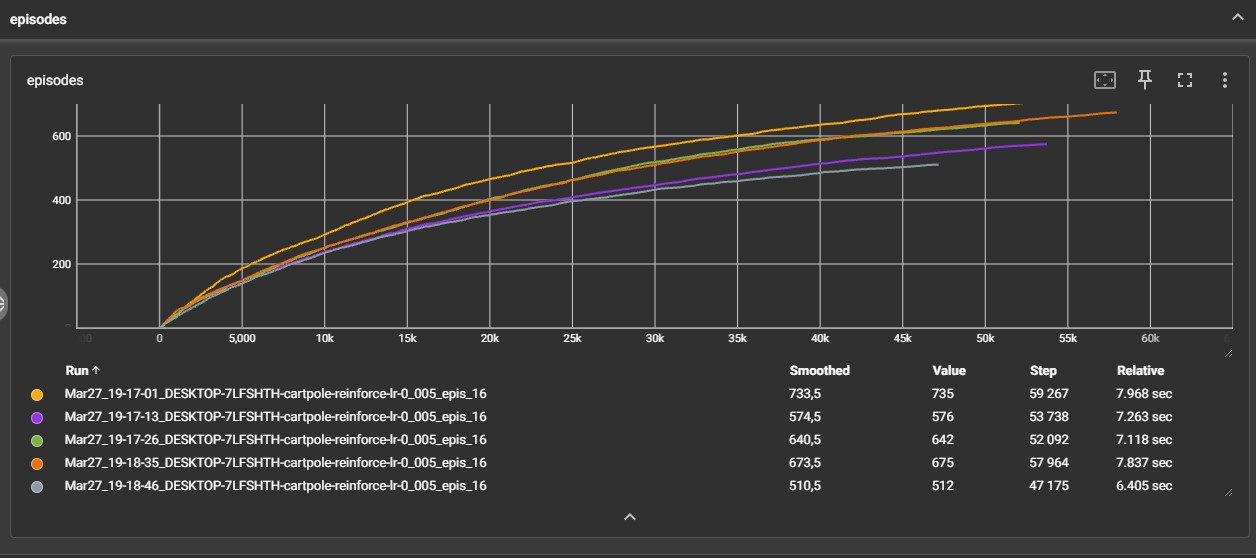 episodes
episodes
600
400
200
0 5,000 10k 15k 20k 25k 30k 35k 40k 45k 50k 55k 60k
Run Smoothed Value Step Relative
Mar27_19-17-01_DESKTOP-7LFSHTH-cartpole-reinforce-lr-0_005_epis_16 733,5 735 59 267 7.968 sec
Mar27_19-17-13_DESKTOP-7LFSHTH-cartpole-reinforce-lr-0_005_epis_16 574,5 576 53 738 7.263 sec
Mar27_19-17-26_DESKTOP-7LFSHTH-cartpole-reinforce-lr-0_005_epis_16 640,5 642 52 092 7.118 sec
Mar27_19-18-35_DESKTOP-7LFSHTH-cartpole-reinforce-lr-0_005_epis_16 673,5 675 57 964 7.837 sec
Mar27_19-18-46_DESKTOP-7LFSHTH-cartpole-reinforce-lr-0_005_epis_16 510,5 512 47 175 6.405 sec